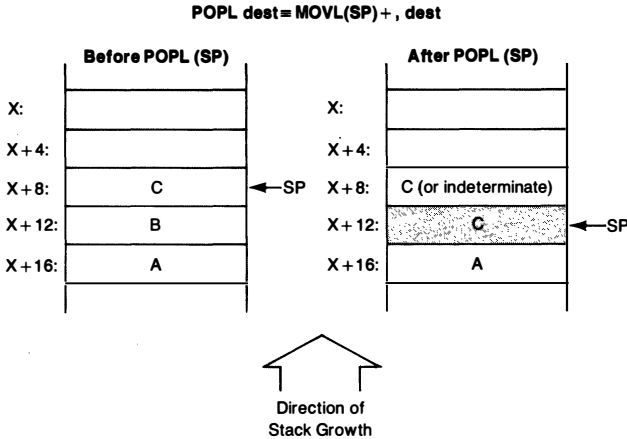 POPL dest ≡ MOVL(SP)+, dest
Before POPL (SP)
X:
X+4:
X+8: C ←SP
X+12: B
X+16: A
After POPL (SP)
X:
X+4:
X+8: C (or indeterminate)
X+12: C ←SP
X+16: A
Direction of
Stack Growth